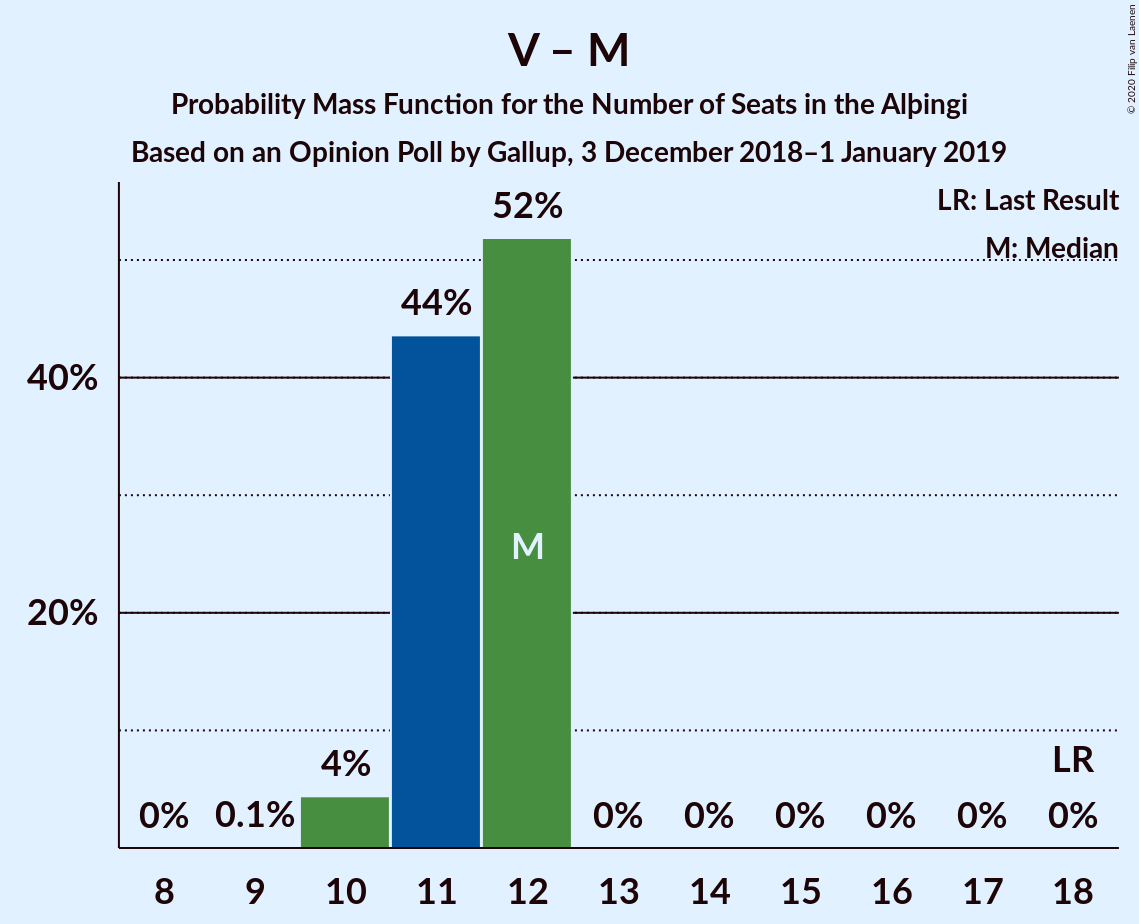 V – M
Probability Mass Function for the Number of Seats in the Alþingi
Based on an Opinion Poll by Gallup, 3 December 2018–1 January 2019
© 2020 Filip van Laenen
LR: Last Result
M: Median
52%
44%
40%
M
20%
4%
LR
0% 0.1% 0% 0% 0% 0% 0% 0%
8 9 10 11 12 13 14 15 16 17 18